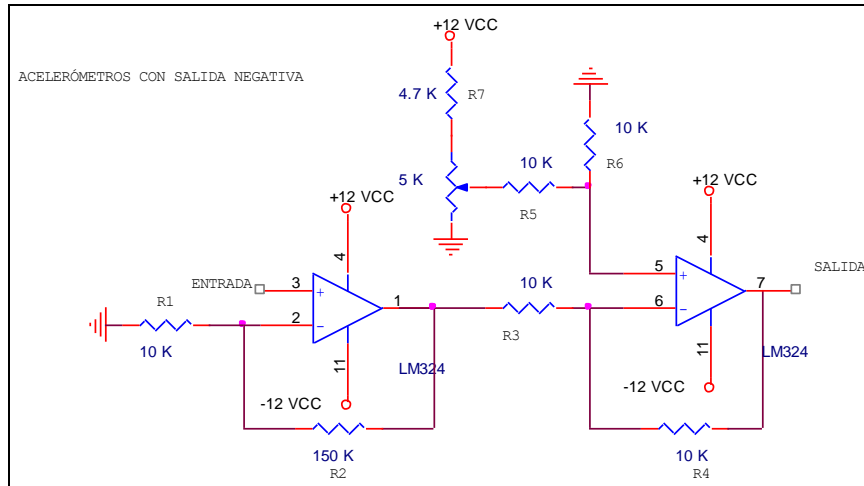 +12 VCC
ACELERÓMETROS CON SALIDA NEGATIVA
4.7 K
R7
10 K
R6
5 K
10 K
R5
+12 VCC
+12 VCC
4
4
ENTRADA
3
+
1
2
−
11
LM324
-12 VCC
R1
10 K
150 K
R2
10 K
R3
5
+
7
6
−
11
LM324
-12 VCC
SALIDA
10 K
R4